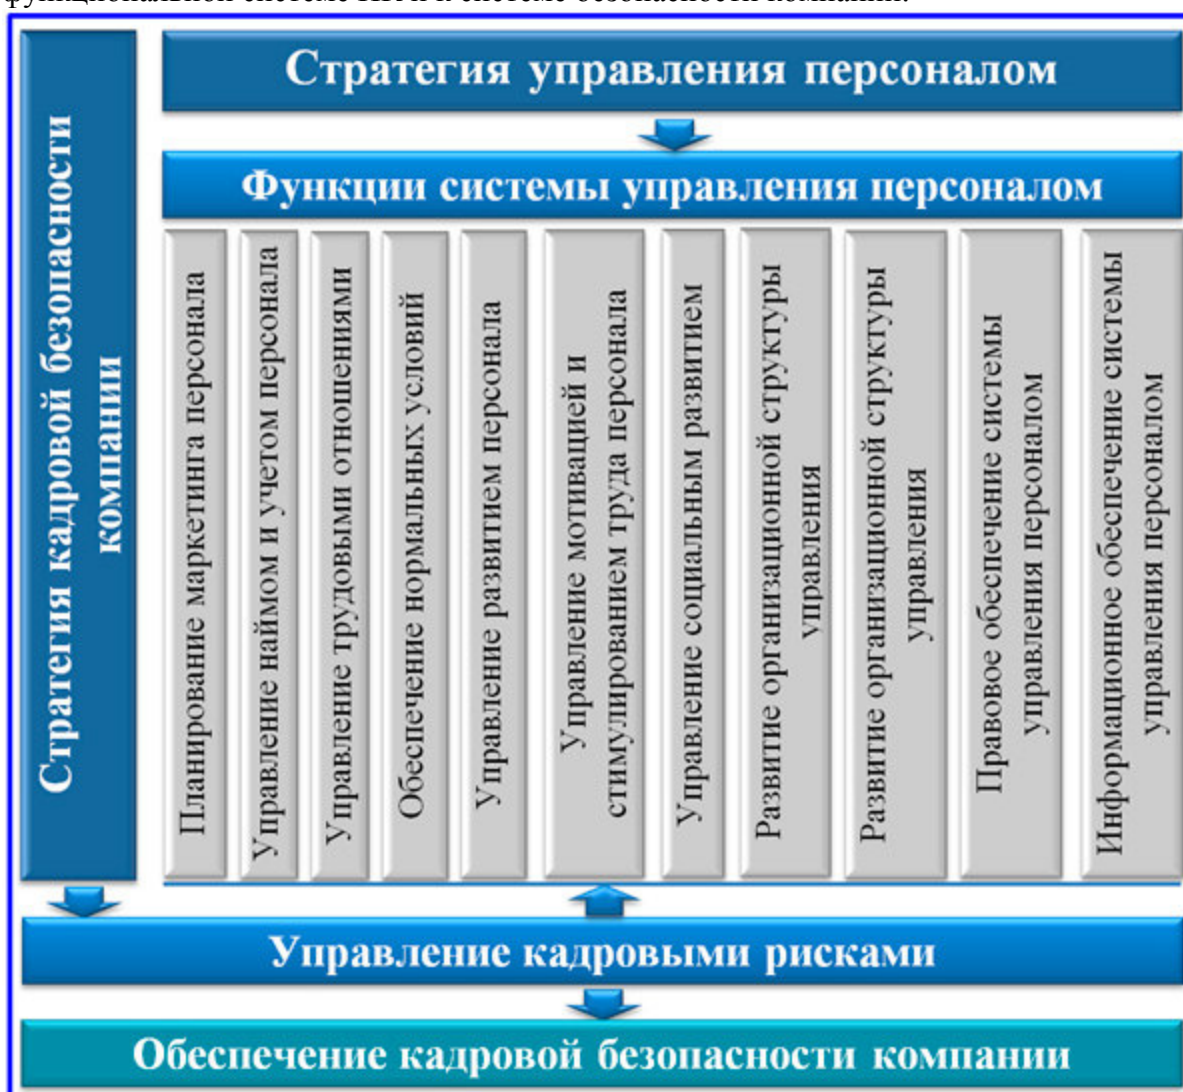 Стратегия кадровой безопасности
компании
Стратегия управления персоналом
Функции системы управления персоналом
Планирование маркетинга персонала
Управление наймом и учетом персонала
Управление трудовыми отношениями
Обеспечение нормальных условий
Управление развитием персонала
Управление мотивацией и
стимулированием труда персонала
Управление социальным развитием
Развитие организационной структуры
управления
Развитие организационной структуры
управления
Правовое обеспечение системы
управления персоналом
Информационное обеспечение системы
управления персоналом
Управление кадровыми рисками
Обеспечение кадровой безопасности компании